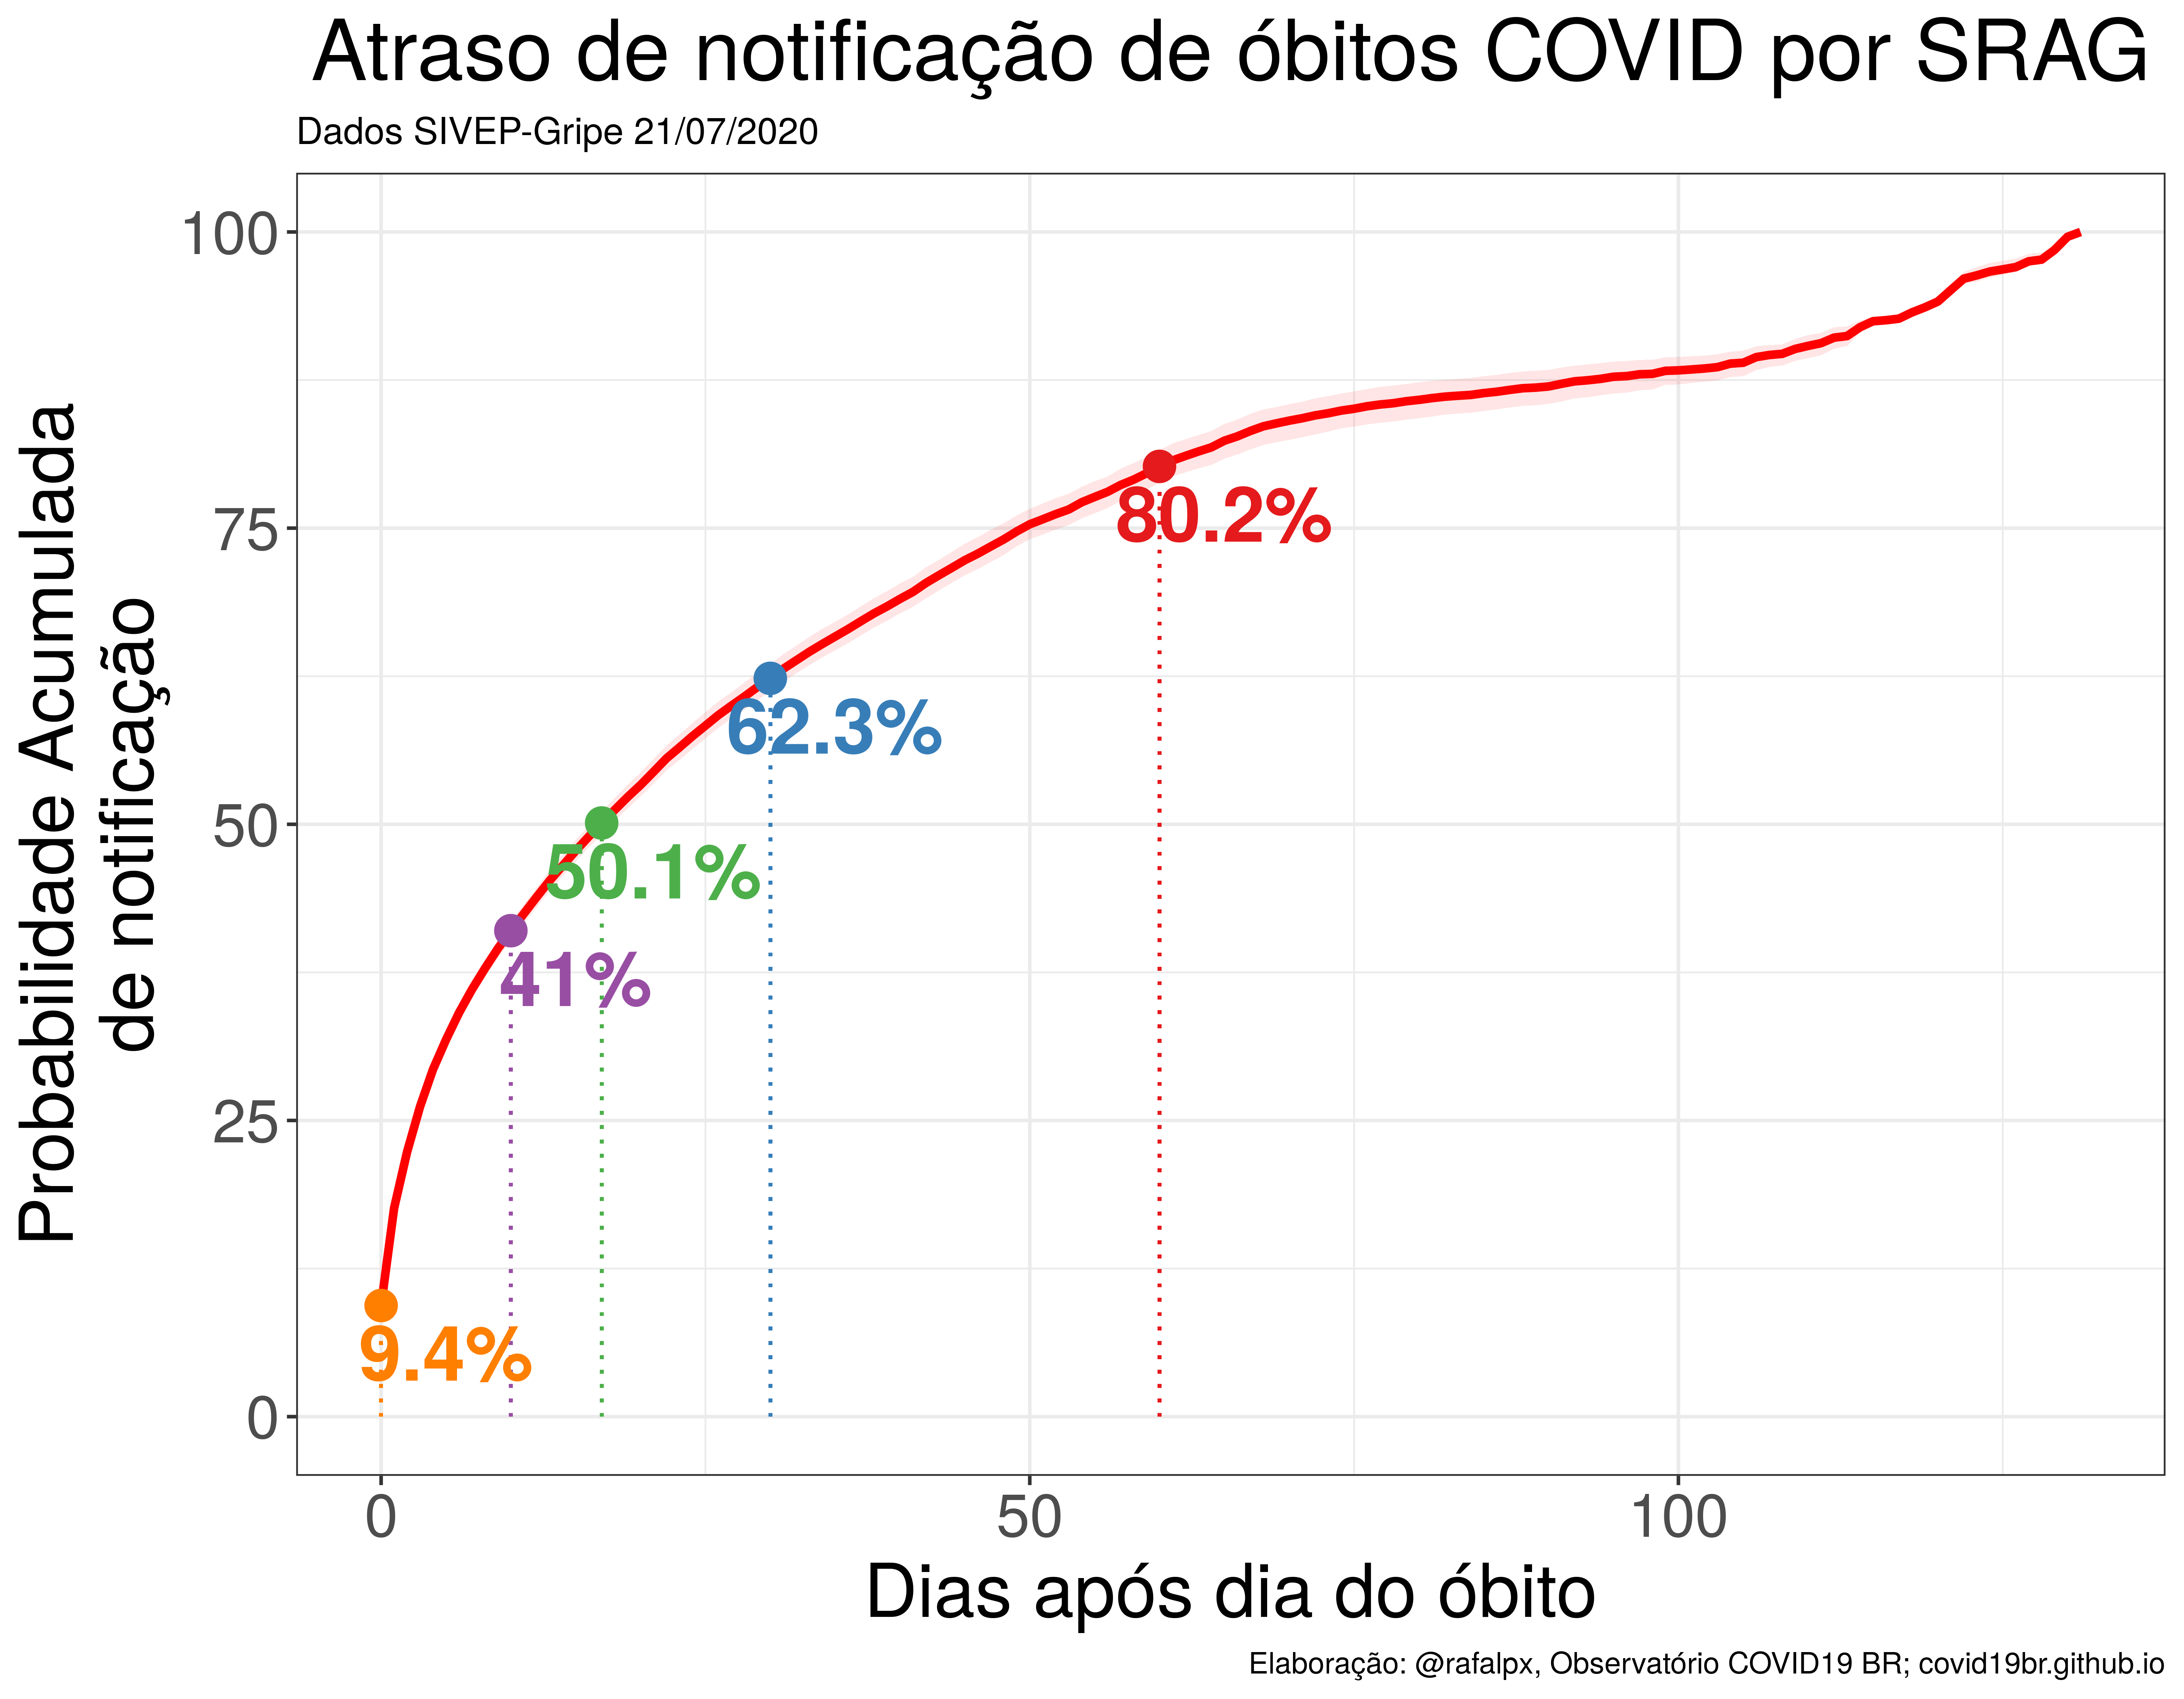 Atraso de notificação de óbitos COVID por SRAG
Dados SIVEP-Gripe 21/07/2020
Probabilidade Acumulada
de notificação
100
75
50
25
0
80.2%
62.3%
50.1%
41%
9.4%
0
50
100
Dias após dia do óbito
Elaboração: @rafalpx, Observatório COVID19 BR; covid19br.github.io